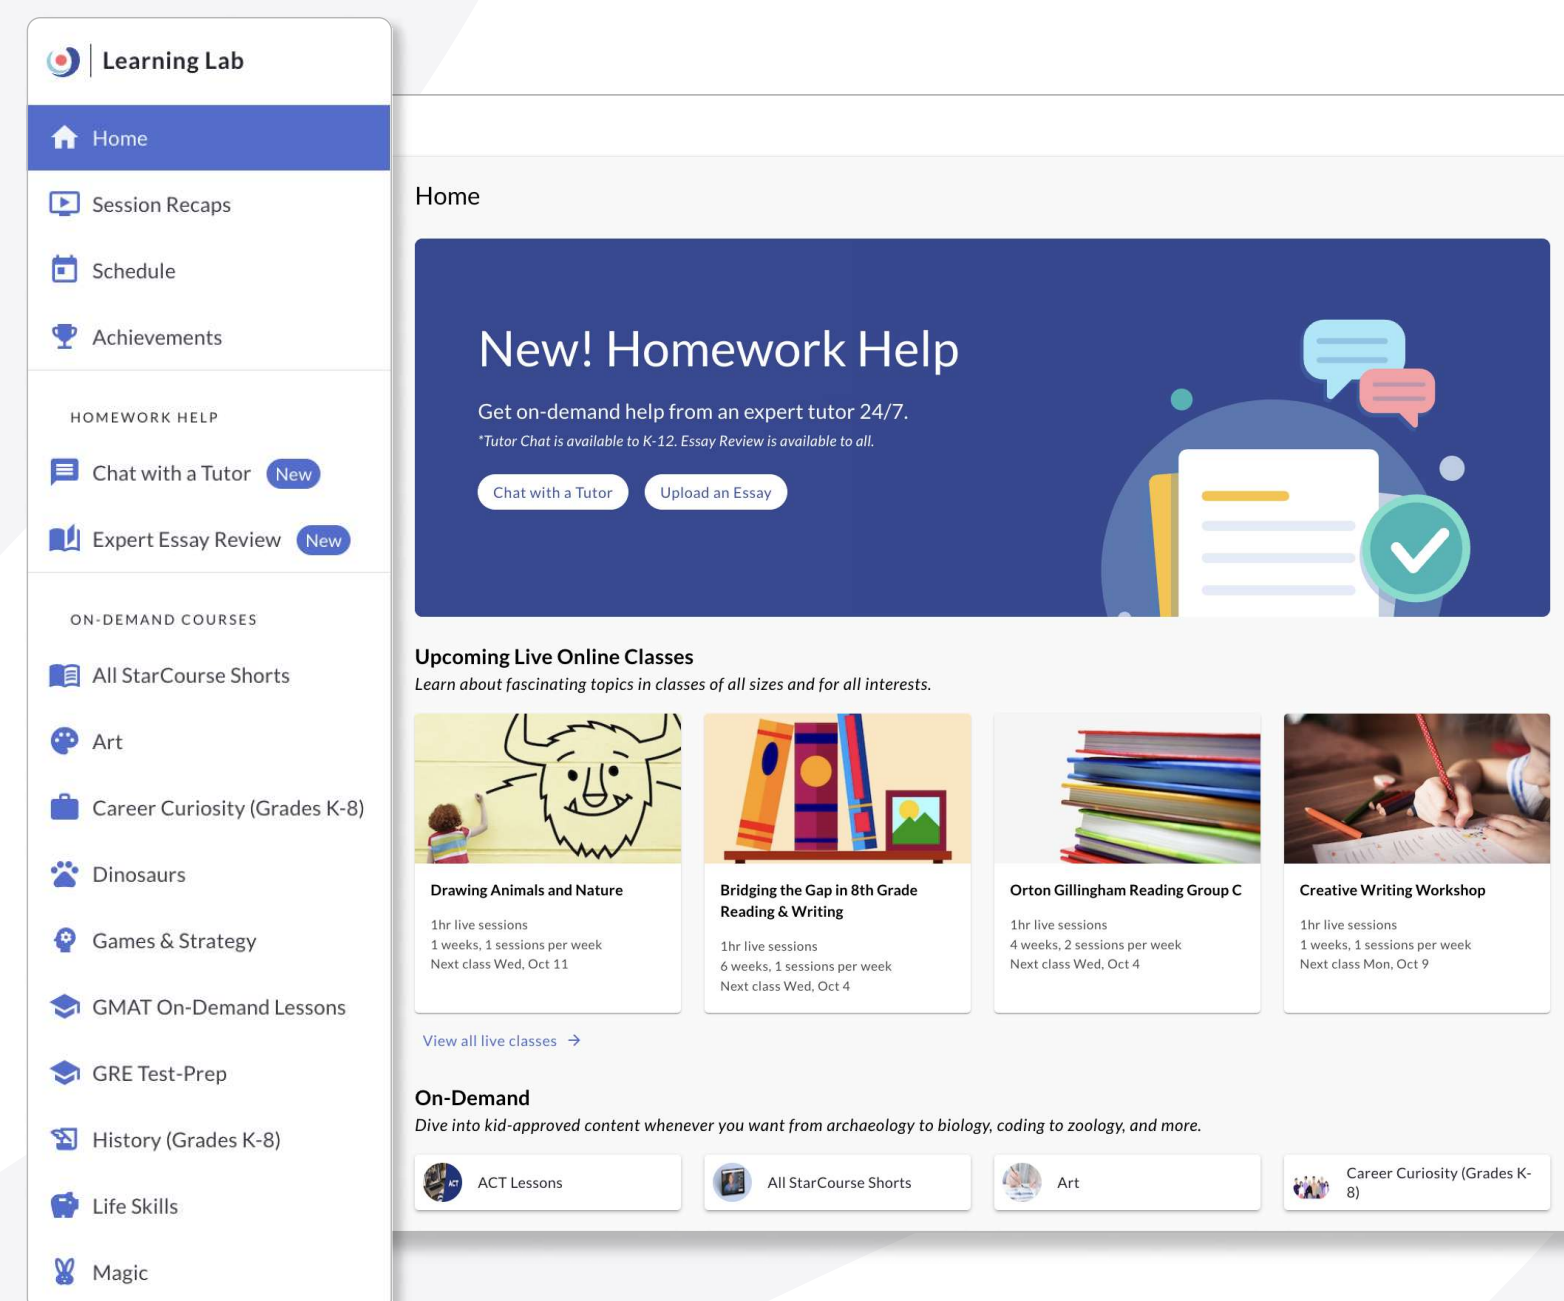 Learning Lab
Home
Session Recaps
Schedule
Achievements
HOMEWORK HELP
Chat with a Tutor New
Expert Essay Review New
ON-DEMAND COURSES
All StarCourse Shorts
Art
Career Curiosity (Grades K-8)
Dinosaurs
Games & Strategy
GMAT On-Demand Lessons
GRE Test-Prep
History (Grades K-8)
Life Skills
Magic
Home
New! Homework Help
Get on-demand help from an expert tutor 24/7.
*Tutor Chat is available to K-12. Essay Review is available to all.
Chat with a Tutor
Upload an Essay
Upcoming Live Online Classes
Learn about fascinating topics in classes of all sizes and for all interests.
Drawing Animals and Nature
1hr live sessions
1 weeks, 1 sessions per week
Next class Wed, Oct 11
Bridging the Gap in 8th Grade
Reading & Writing
1hr live sessions
6 weeks, 1 sessions per week
Next class Wed, Oct 4
Orton Gillingham Reading Group C
1hr live sessions
4 weeks, 2 sessions per week
Next class Wed, Oct 4
Creative Writing Workshop
1hr live sessions
1 weeks, 1 sessions per week
Next class Mon, Oct 9
View all live classes
On-Demand
Dive into kid-approved content whenever you want from archaeology to biology, coding to zoology, and more.
ACT
ACT Lessons
All StarCourse Shorts
Art
Career Curiosity (Grades K-
8)